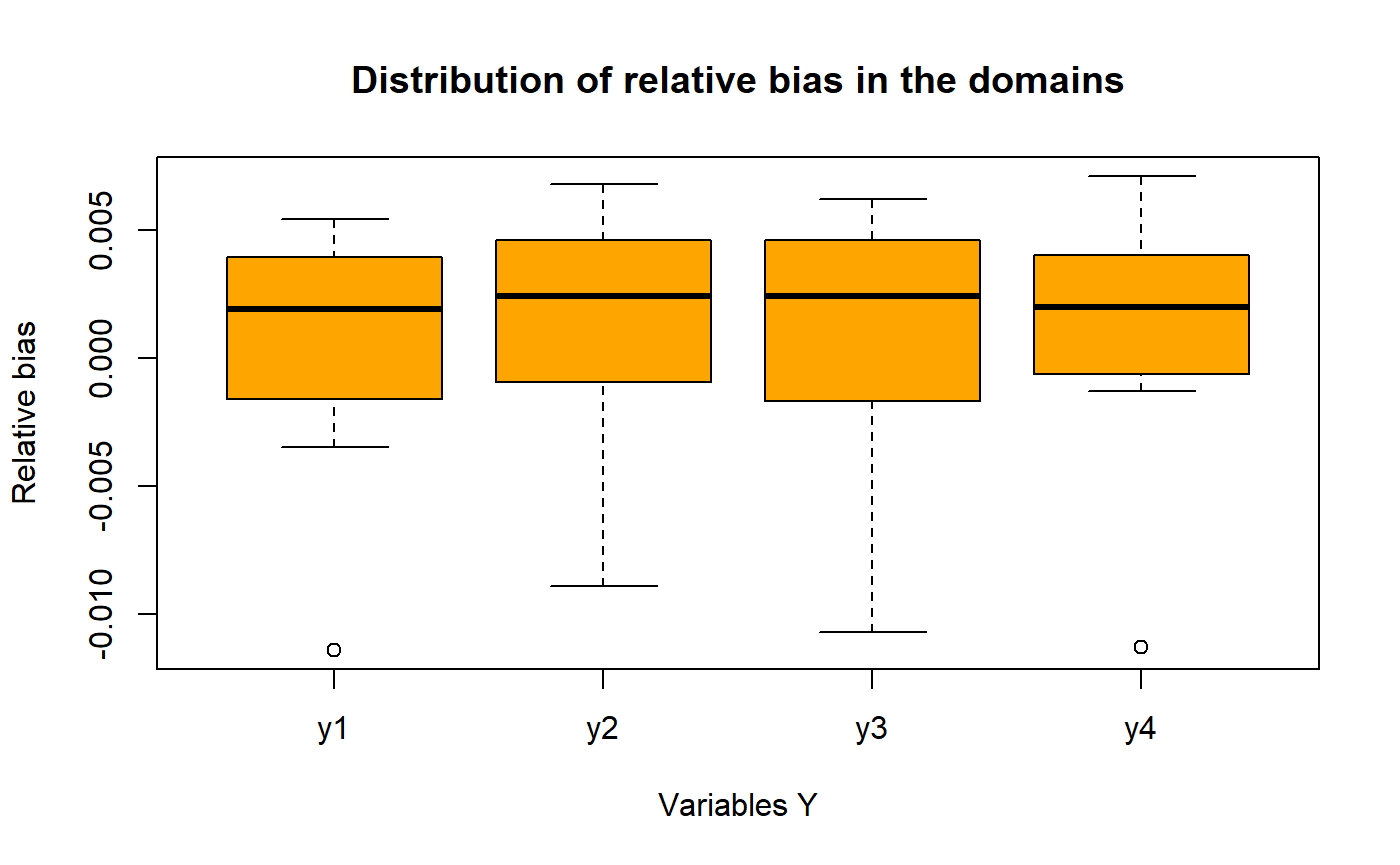 Distribution of relative bias in the domains
Relative bias
0.005
0.000
-0.005
-0.010
y1 y2 y3 y4
Variables Y